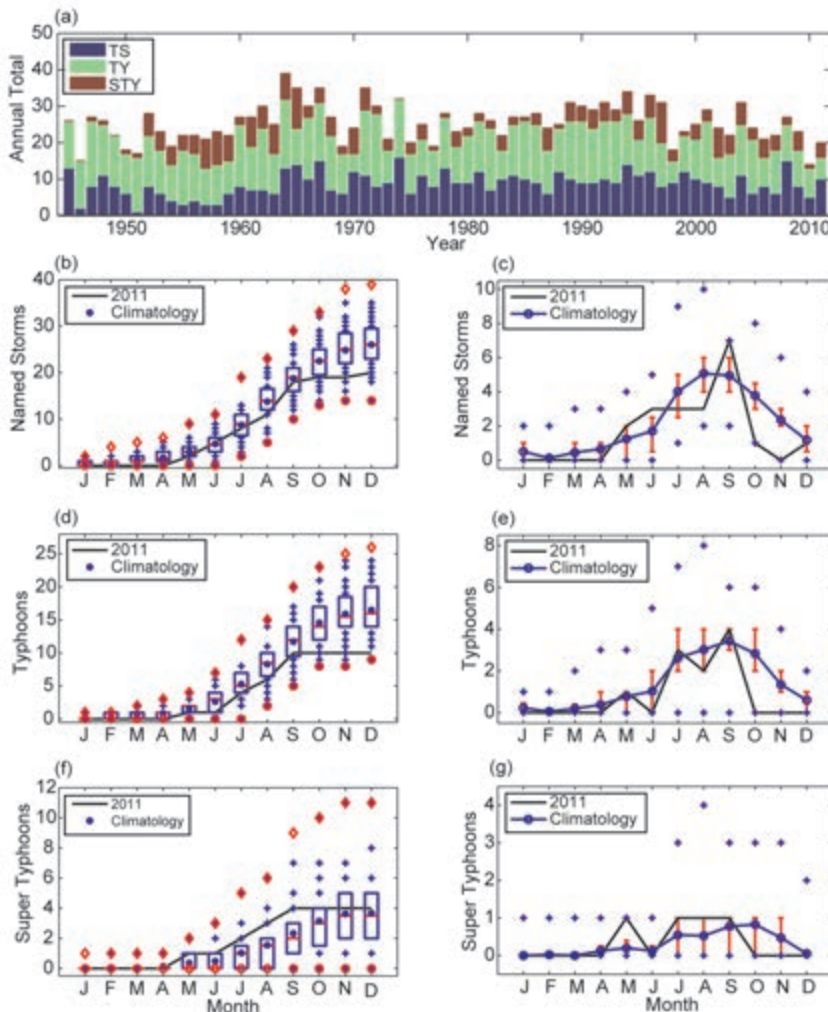 (a)
50
40
30
20
10
0
Annual Total
TS
TY
STY
1950 1960 1970 1980 1990 2000 2010
Year
(b)
40
30
20
10
0
Named Storms
2011
Climatology
J F M A M J J A S O N D
(c)
10
8
6
4
2
0
Named Storms
2011
Climatology
J F M A M J J A S O N D
(d)
25
20
15
10
5
0
Typhoons
2011
Climatology
J F M A M J J A S O N D
(e)
8
6
4
2
0
Typhoons
2011
Climatology
J F M A M J J A S O N D
(f)
12
10
8
6
4
2
0
Super Typhoons
2011
Climatology
J F M A M J J A S O N D
Month
(g)
4
3
2
1
0
Super Typhoons
2011
Climatology
J F M A M J J A S O N D
Month